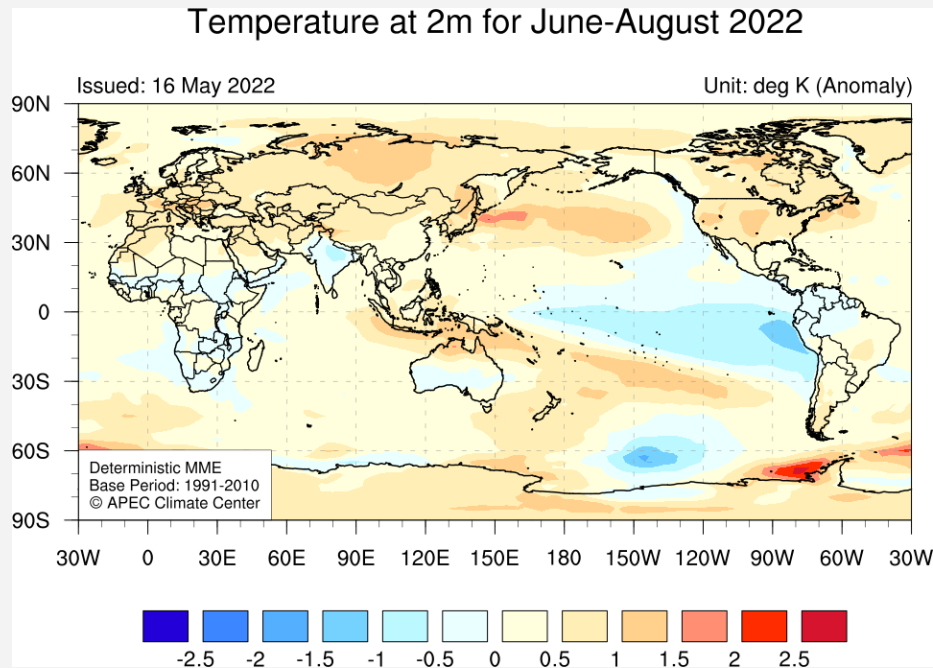 Temperature at 2m for June-August 2022
Issued: 16 May 2022 Unit: deg K (Anomaly)
90N
60N
30N
0
30S
60S
90S
Deterministic MME
Base Period: 1991-2010
© APEC Climate Center
30W 0 30E 60E 90E 120E 150E 180 150W 120W 90W 60W 30W
-2.5 -2 -1.5 -1 -0.5 0 0.5 1 1.5 2 2.5